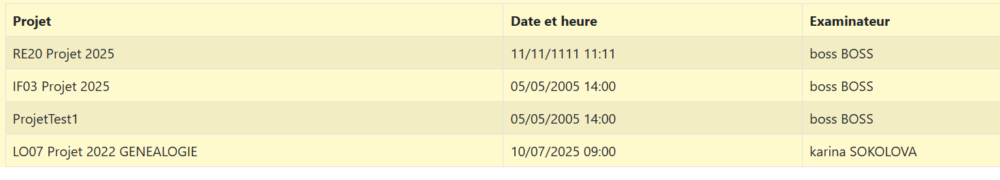 Projet Date et heure Examinateur
RE20 Projet 2025 11/11/1111 11:11 boss BOSS
IF03 Projet 2025 05/05/2005 14:00 boss BOSS
ProjetTest1 05/05/2005 14:00 boss BOSS
LO07 Projet 2022 GENEALOGIE 10/07/2025 09:00 karina SOKOLOVA